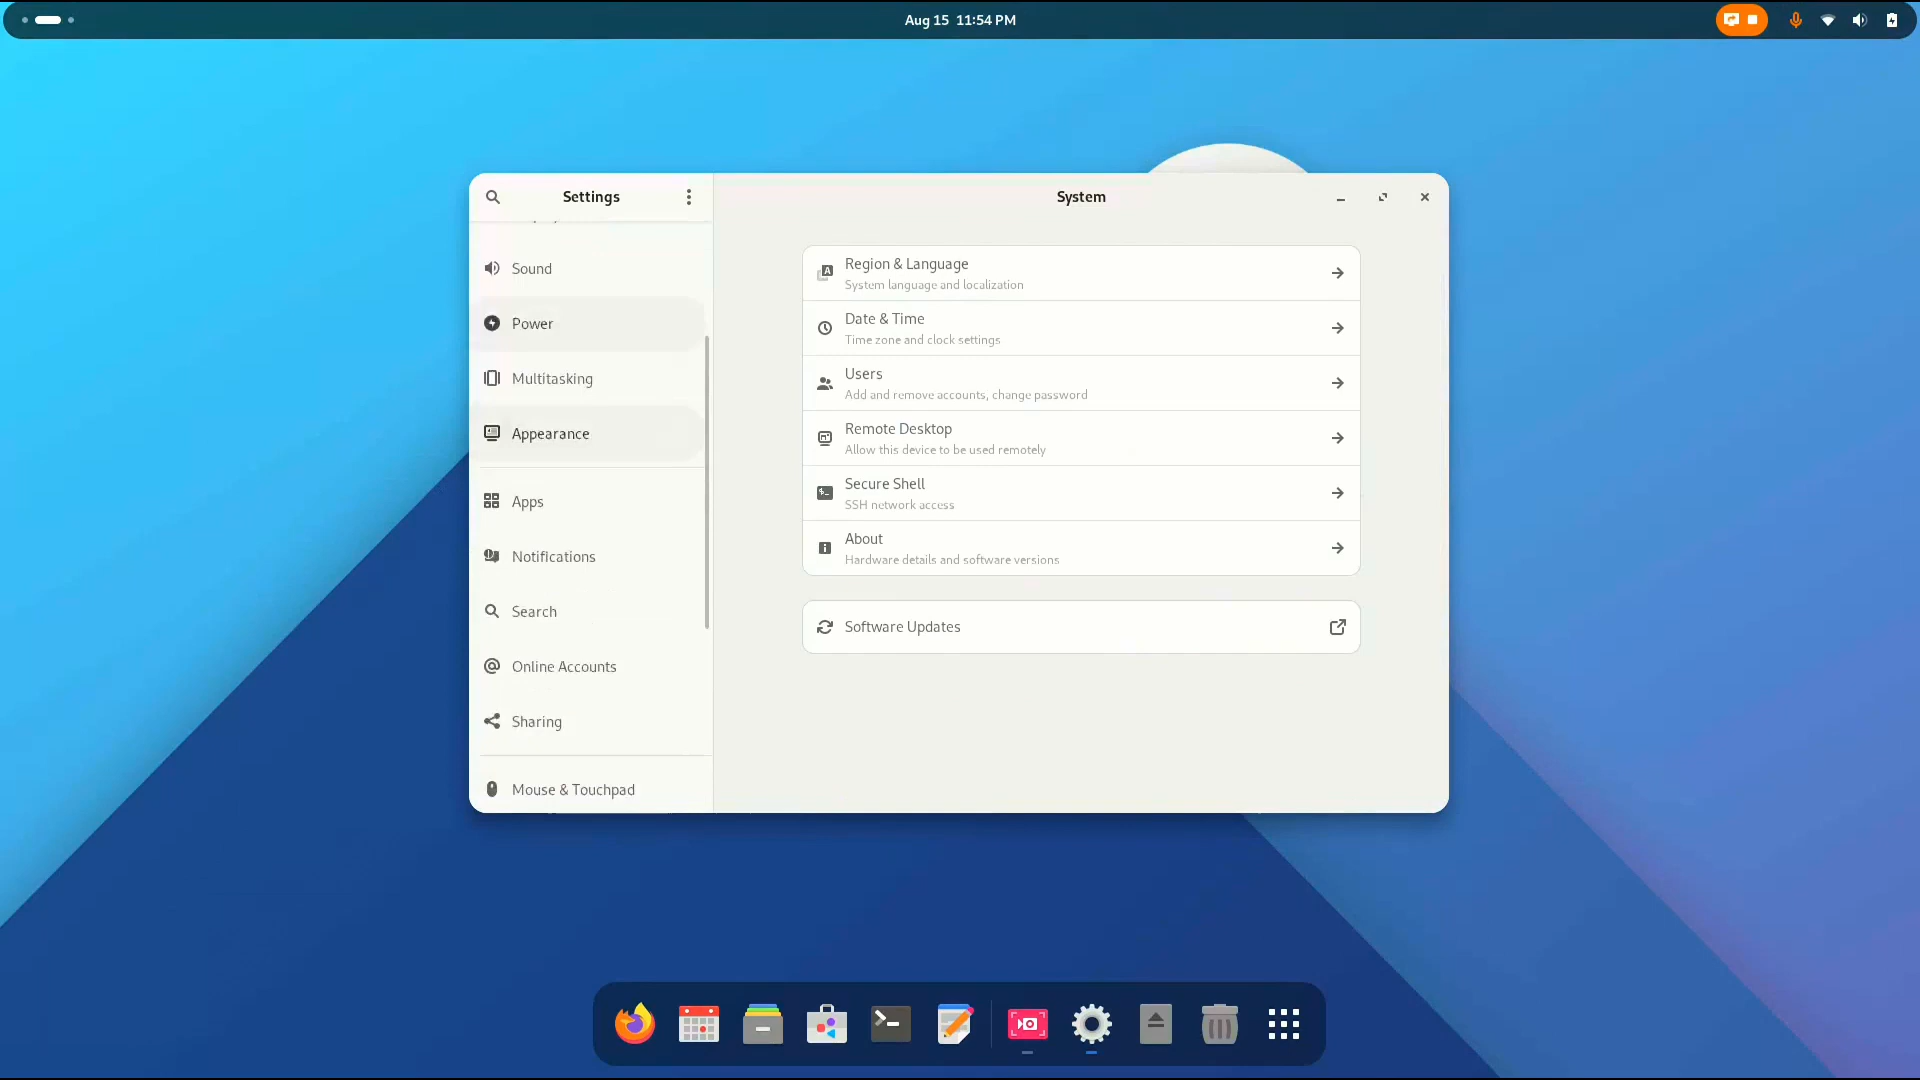 Aug 15 11:54 PM
Settings
System
Sound
Power
Multitasking
Appearance
Apps
Notifications
Search
Online Accounts
Sharing
Mouse & Touchpad
Region & Language
System language and localization
Date & Time
Time zone and clock settings
Users
Add and remove accounts, change password
Remote Desktop
Allow this device to be used remotely
Secure Shell
SSH network access
About
Hardware details and software versions
Software Updates